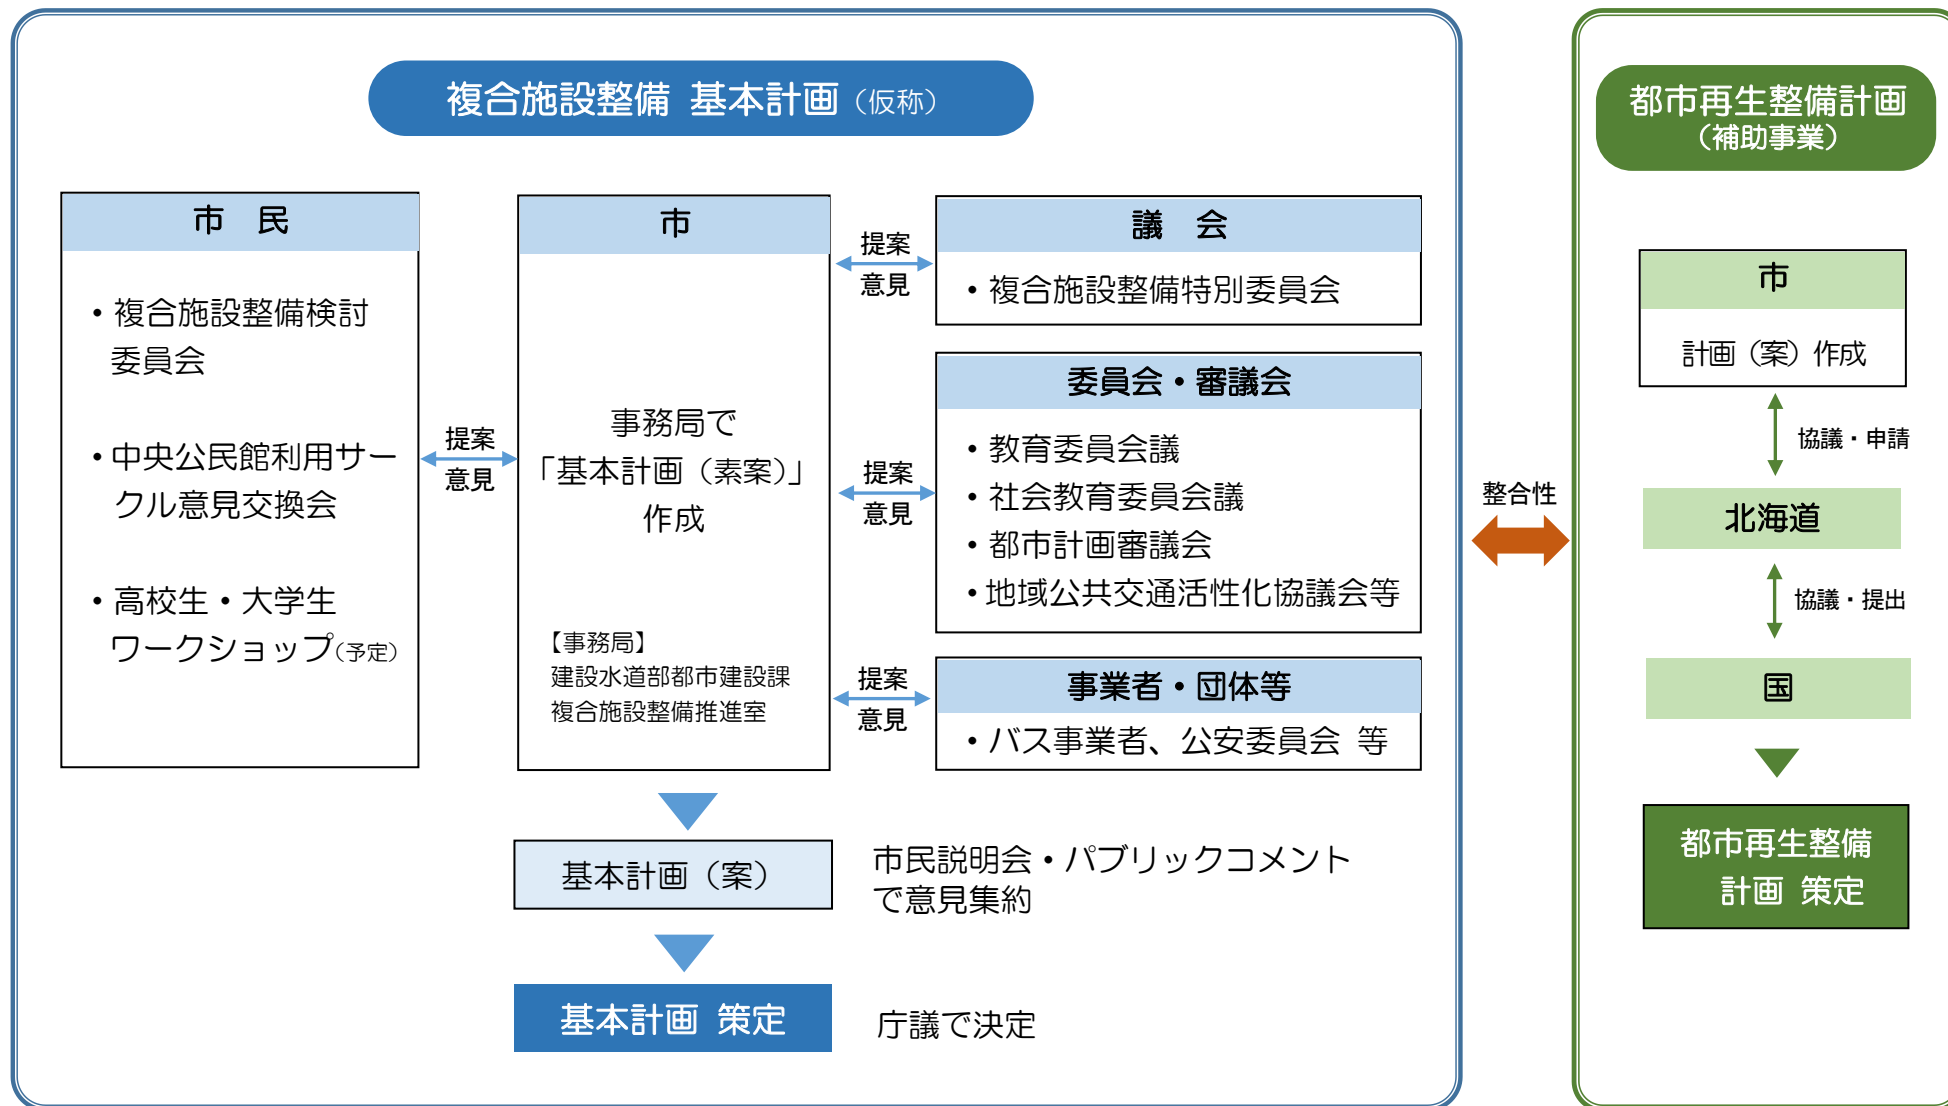 複合施設整備 基本計画（仮称）
市　民
・複合施設整備検討
委員会
・中央公民館利用サー
クル意見交換会
・高校生・大学生
ワークショップ（予定）
提案
意見
市
事務局で
「基本計画（素案）」
作成
【事務局】
建設水道部都市建設課
複合施設整備推進室
提案
意見
議　会
・複合施設整備特別委員会
提案
意見
委員会・審議会
・教育委員会議
・社会教育委員会議
・都市計画審議会
・地域公共交通活性化協議会等
提案
意見
事業者・団体等
・バス事業者、公安委員会 等
基本計画（案）
市民説明会・パブリックコメント
で意見集約
基本計画 策定
庁議で決定
整合性
都市再生整備計画
（補助事業）
市
計画（案）作成
協議・申請
北海道
協議・提出
国
都市再生整備
計画 策定